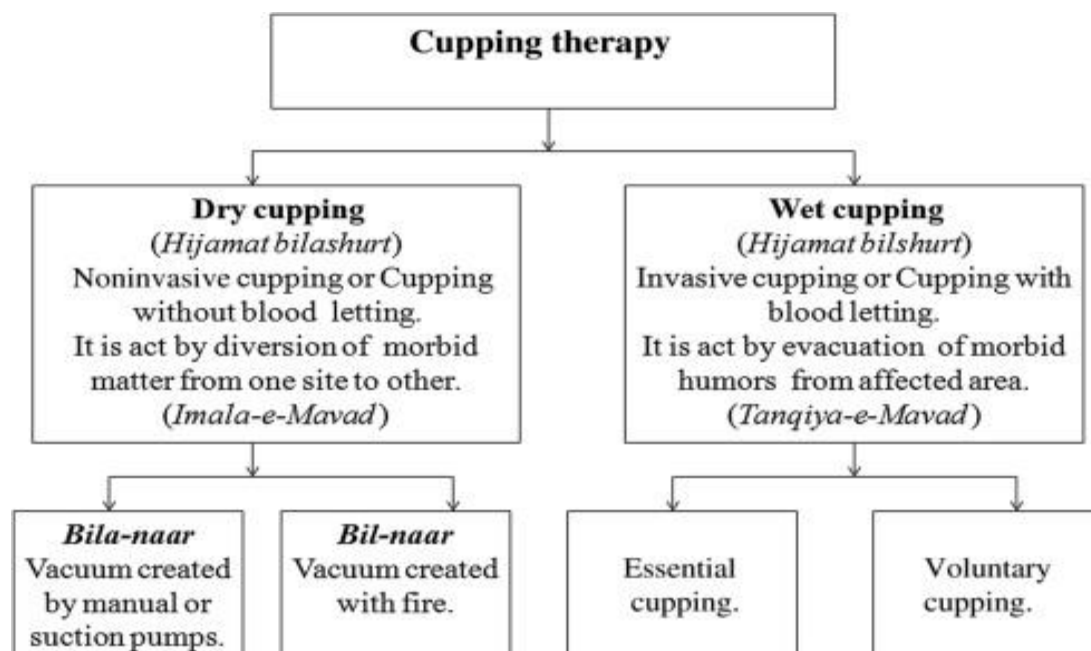 Cupping therapy
Dry cupping
(Hijamat bilashurt)
Noninvasive cupping or Cupping
without blood letting.
It is act by diversion of morbid
matter from one site to other.
(Imala-e-Mavad)
Wet cupping
(Hijamat bilshurt)
Invasive cupping or Cupping with
blood letting.
It is act by evacuation of morbid
humors from affected area.
(Tanqiya-e-Mavad)
Bila-naar
Vacuum created
by manual or
suction pumps.
Bil-naar
Vacuum created
with fire.
Essential
cupping.
Voluntary
cupping.